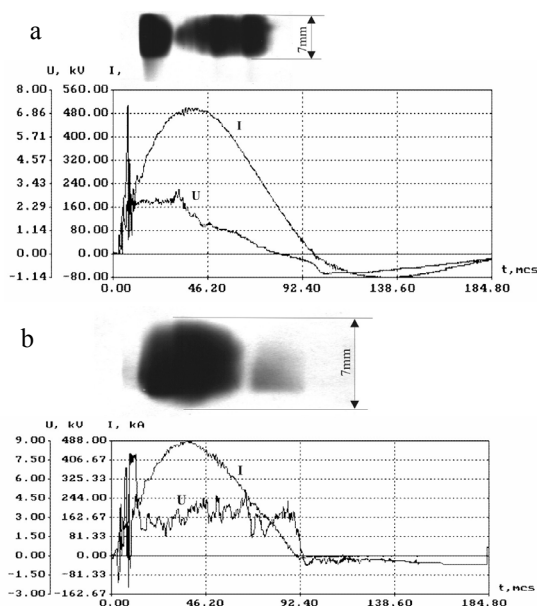 a
7mm
U, kV I,
8.00 560.00
6.86 480.00
5.71 400.00
4.57 320.00
3.43 240.00
2.29 160.00
1.14 80.00
0.00 0.00
-1.14 -80.00
I
U
0.00 46.20 92.40 138.60 184.80
t,mcs
b
7mm
U, kV I, kA
9.00 488.00
7.50 406.67
6.00 325.33
4.50 244.00
3.00 162.67
1.50 81.33
0.00 0.00
-1.50 -81.33
-3.00 -162.67
I
U
0.00 46.20 92.40 138.60 184.80
t,mcs